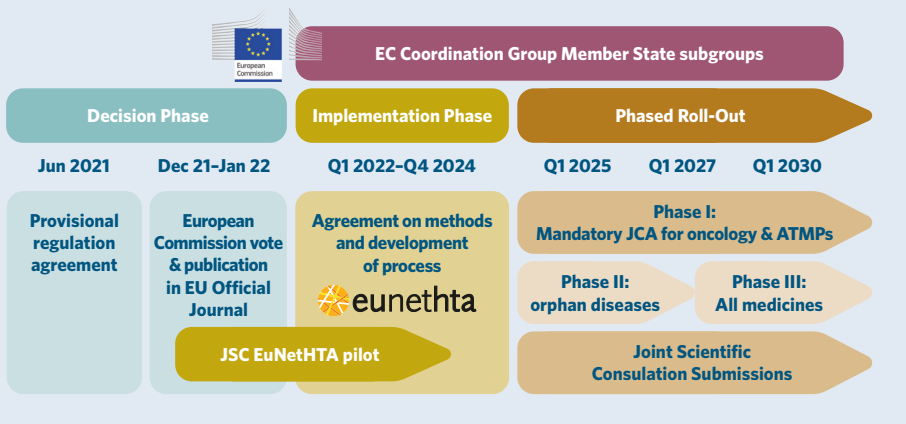 European
Commission
EC Coordination Group Member State subgroups
Decision Phase
Implementation Phase
Phased Roll-Out
Jun 2021
Dec 21–Jan 22
Q1 2022–Q4 2024
Q1 2025
Q1 2027
Q1 2030
Provisional
regulation
agreement
European
Commission vote
& publication
in EU Official
Journal
Agreement on methods
and development
of process
eunethta
JSC EuNetHTA pilot
Phase I:
Mandatory JCA for oncology & ATMPs
Phase II:
orphan diseases
Phase III:
All medicines
Joint Scientific
Consulation Submissions